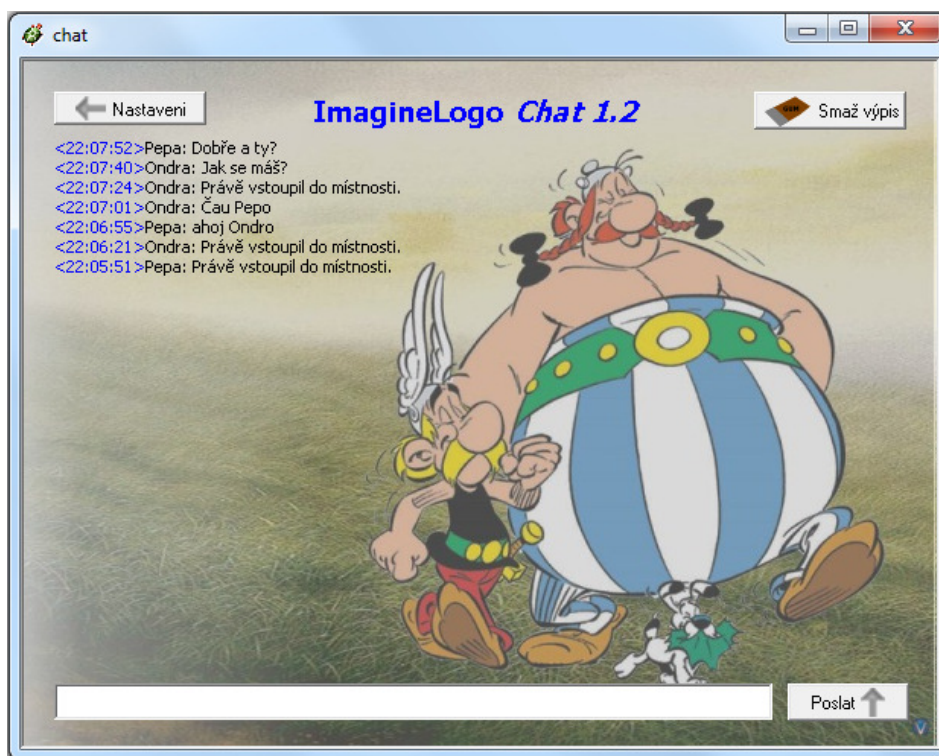 chat
Nastaveni
ImagineLogo Chat 1.2
Smaž výpis
<22:07:52>Pepa: Dobře a ty?
<22:07:40>Ondra: Jak se máš?
<22:07:24>Ondra: Právě vstoupil do místnosti.
<22:07:01>Ondra: Čau Pepo
<22:06:55>Pepa: ahoj Ondro
<22:06:21>Ondra: Právě vstoupil do místnosti.
<22:05:51>Pepa: Právě vstoupil do místnosti.
Poslat